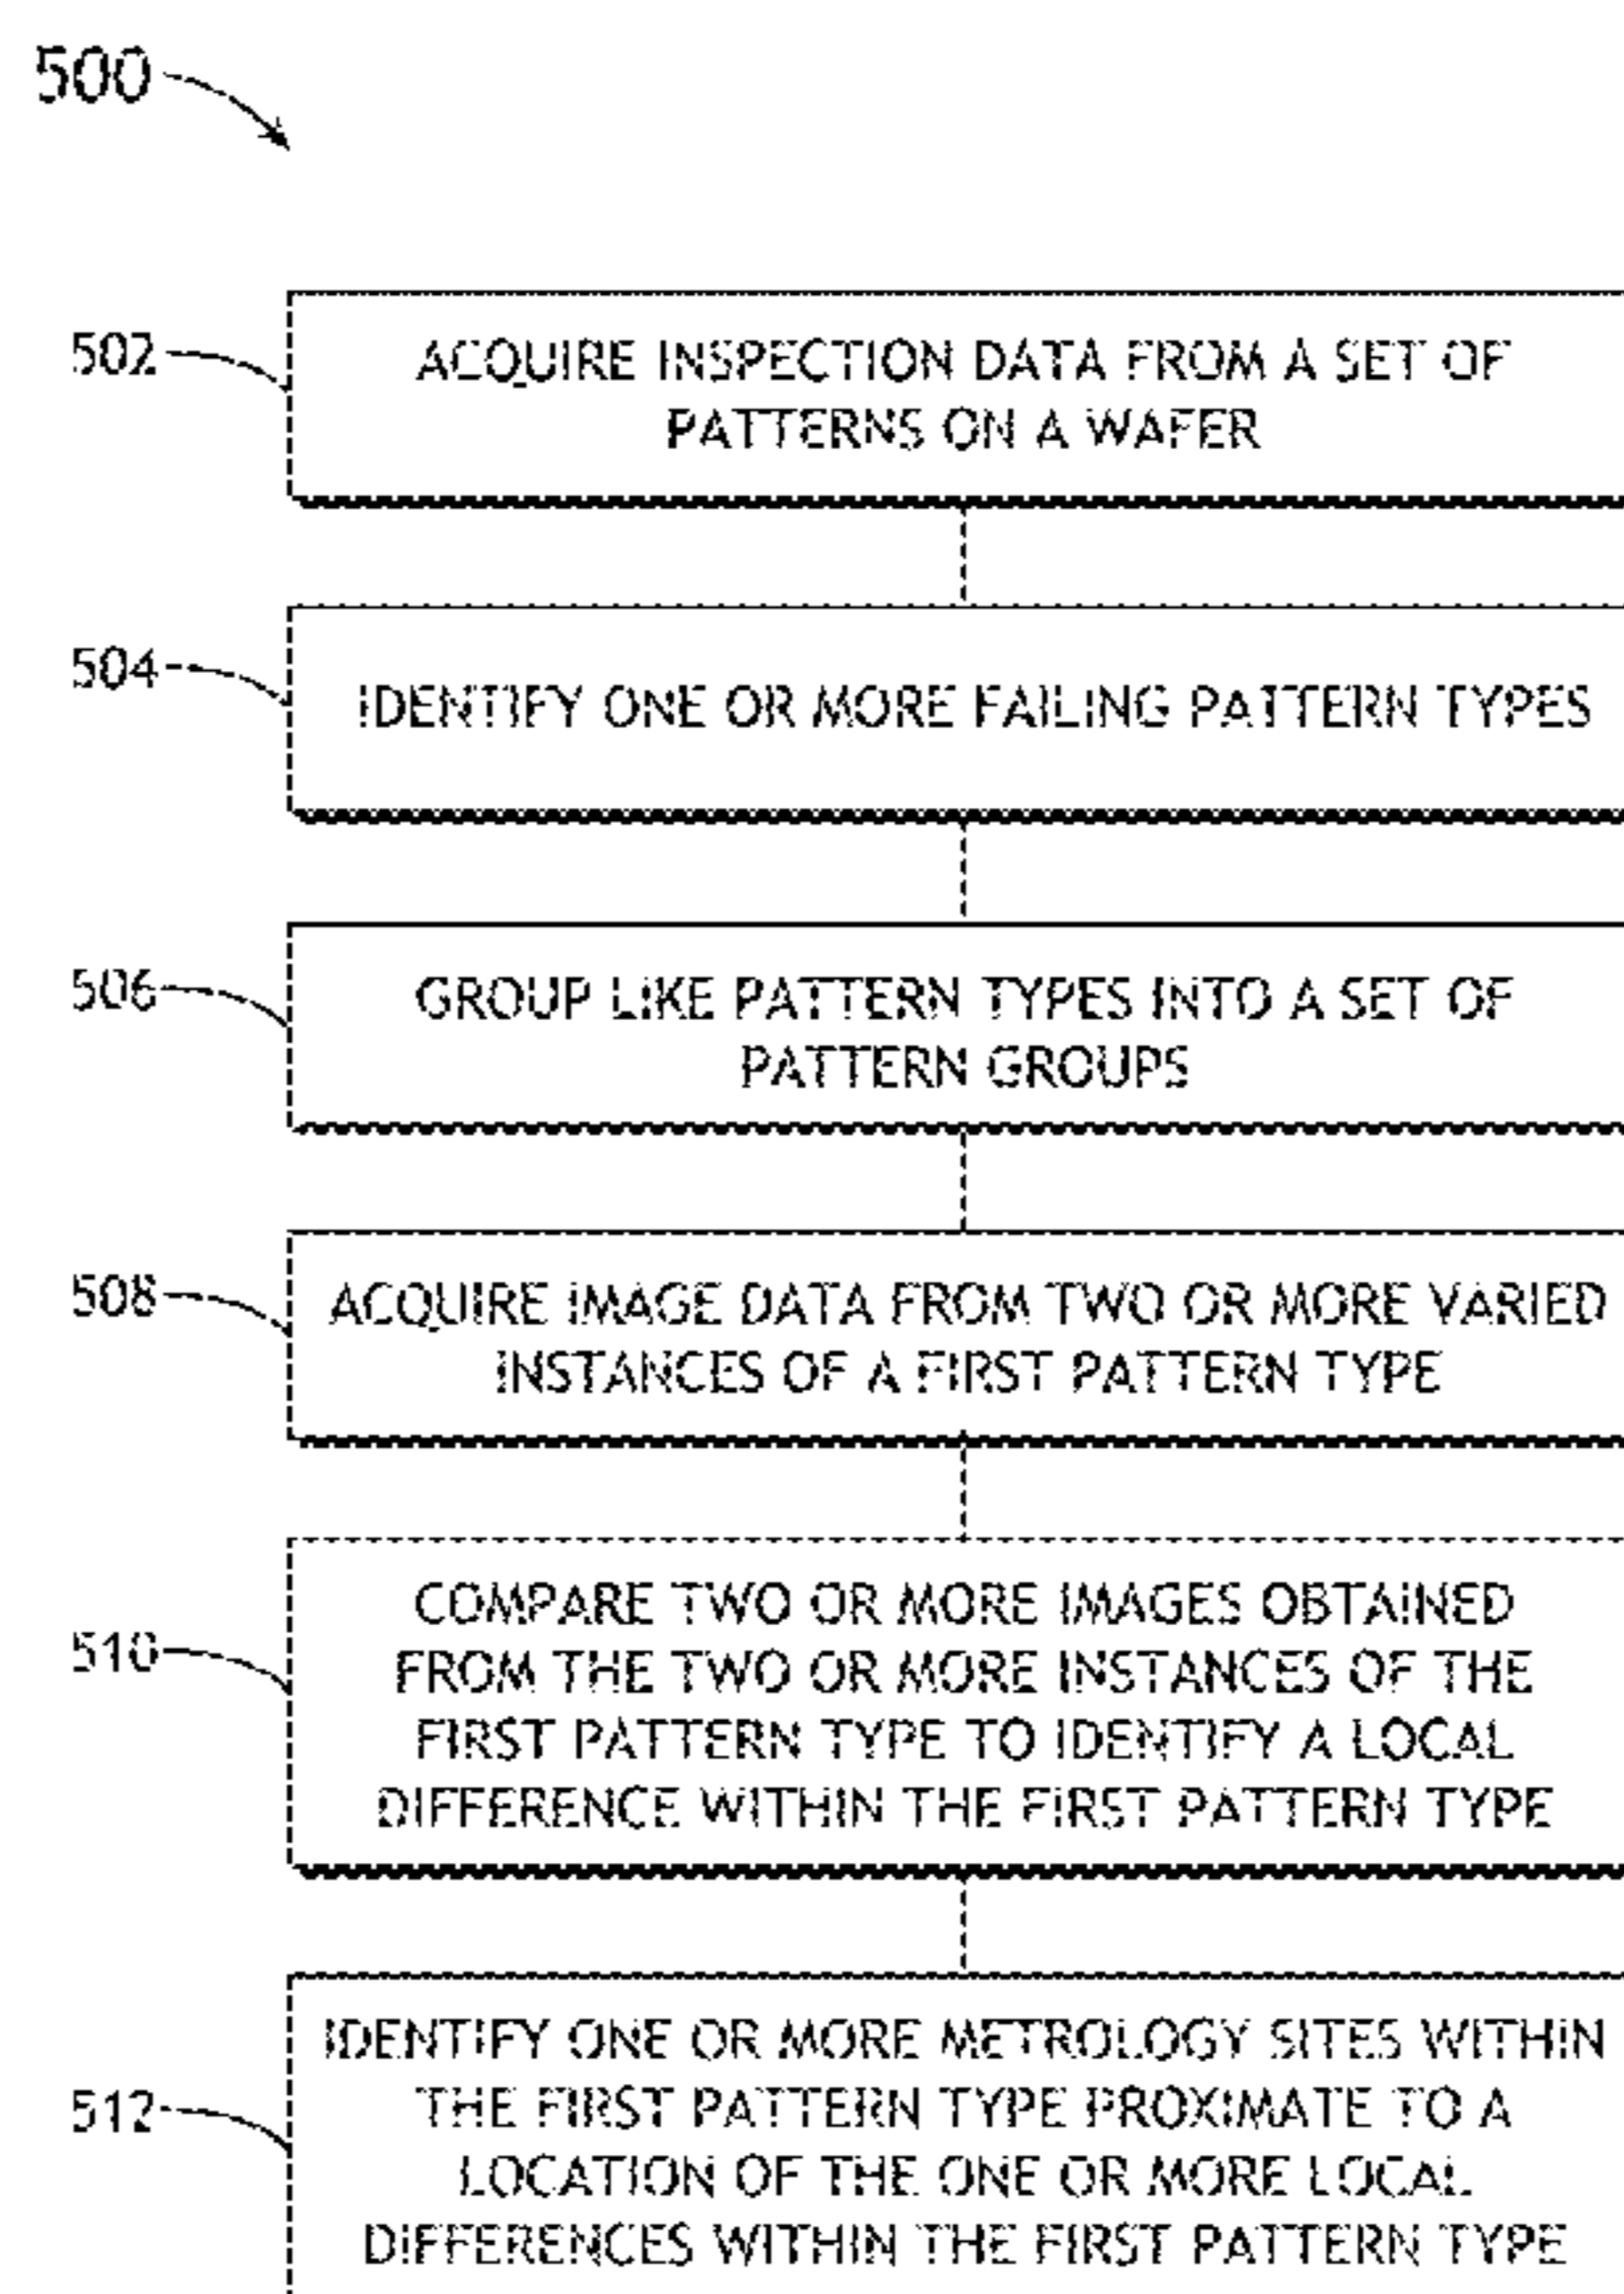 500
502
ACQUIRE INSPECTION DATA FROM A SET OF
PATTERNS ON A WAFER
504
IDENTIFY ONE OR MORE FAILING PATTERN TYPES
506
GROUP LIKE PATTERN TYPES INTO A SET OF
PATTERN GROUPS
508
ACQUIRE IMAGE DATA FROM TWO OR MORE VARIED
INSTANCES OF A FIRST PATTERN TYPE
510
COMPARE TWO OR MORE IMAGES OBTAINED
FROM THE TWO OR MORE INSTANCES OF THE
FIRST PATTERN TYPE TO IDENTIFY A LOCAL
DIFFERENCE WITHIN THE FIRST PATTERN TYPE
512
IDENTIFY ONE OR MORE METROLOGY SITES WITHIN
THE FIRST PATTERN TYPE PROXIMATE TO A
LOCATION OF THE ONE OR MORE LOCAL
DIFFERENCES WITHIN THE FIRST PATTERN TYPE